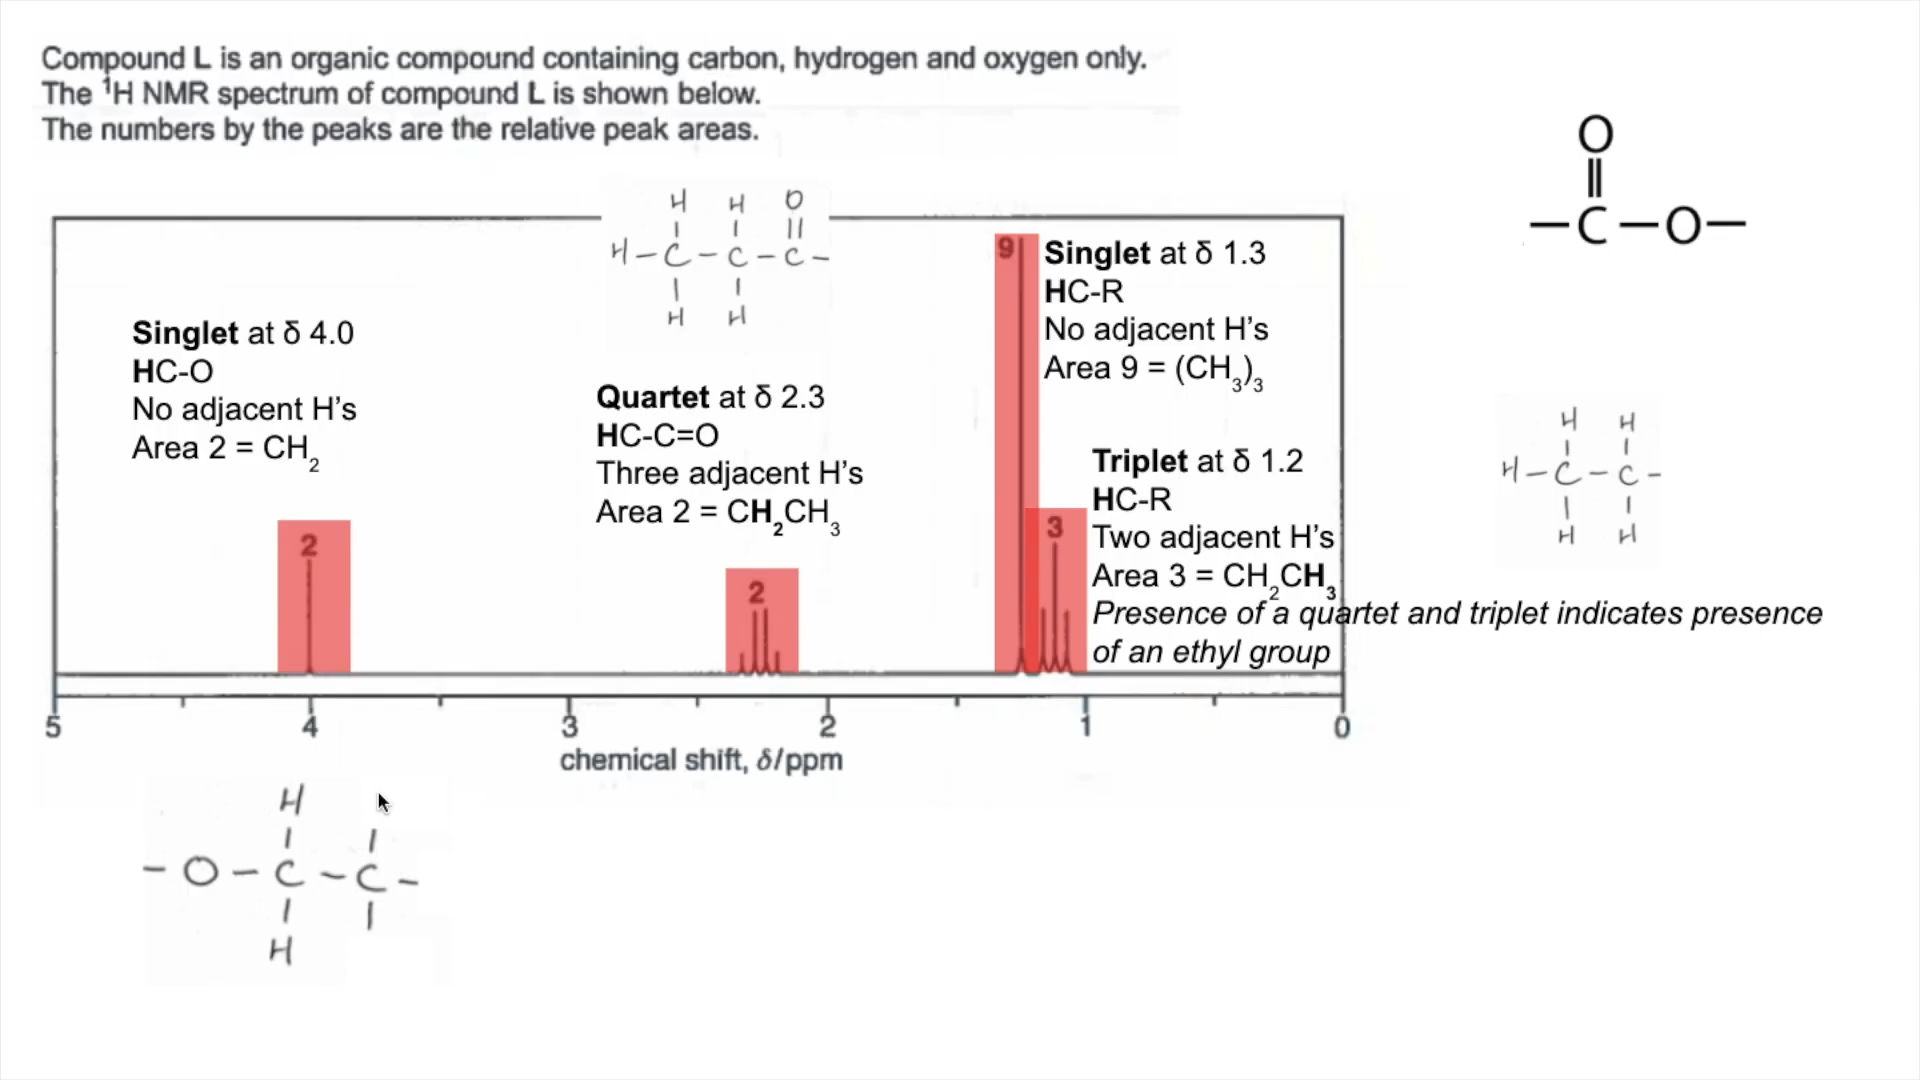 Compound L is an organic compound containing carbon, hydrogen and oxygen only.
The ¹H NMR spectrum of compound L is shown below.
The numbers by the peaks are the relative peak areas.
O
||
—C—O—
H H O
| | ||
H–C–C–C–
| |
H H
Singlet at δ 4.0
HC-O
No adjacent H's
Area 2 = CH₂
2
Quartet at δ 2.3
HC-C=O
Three adjacent H's
Area 2 = CH₂CH₃
2
9
Singlet at δ 1.3
HC-R
No adjacent H's
Area 9 = (CH₃)₃
3
Triplet at δ 1.2
HC-R
Two adjacent H's
Area 3 = CH₂CH₃
Presence of a quartet and triplet indicates presence
of an ethyl group
H H
| |
H–C–C–
| |
H H
5 4 3 2 1 0
chemical shift, δ/ppm
H
| |
–O–C–C–
| |
H